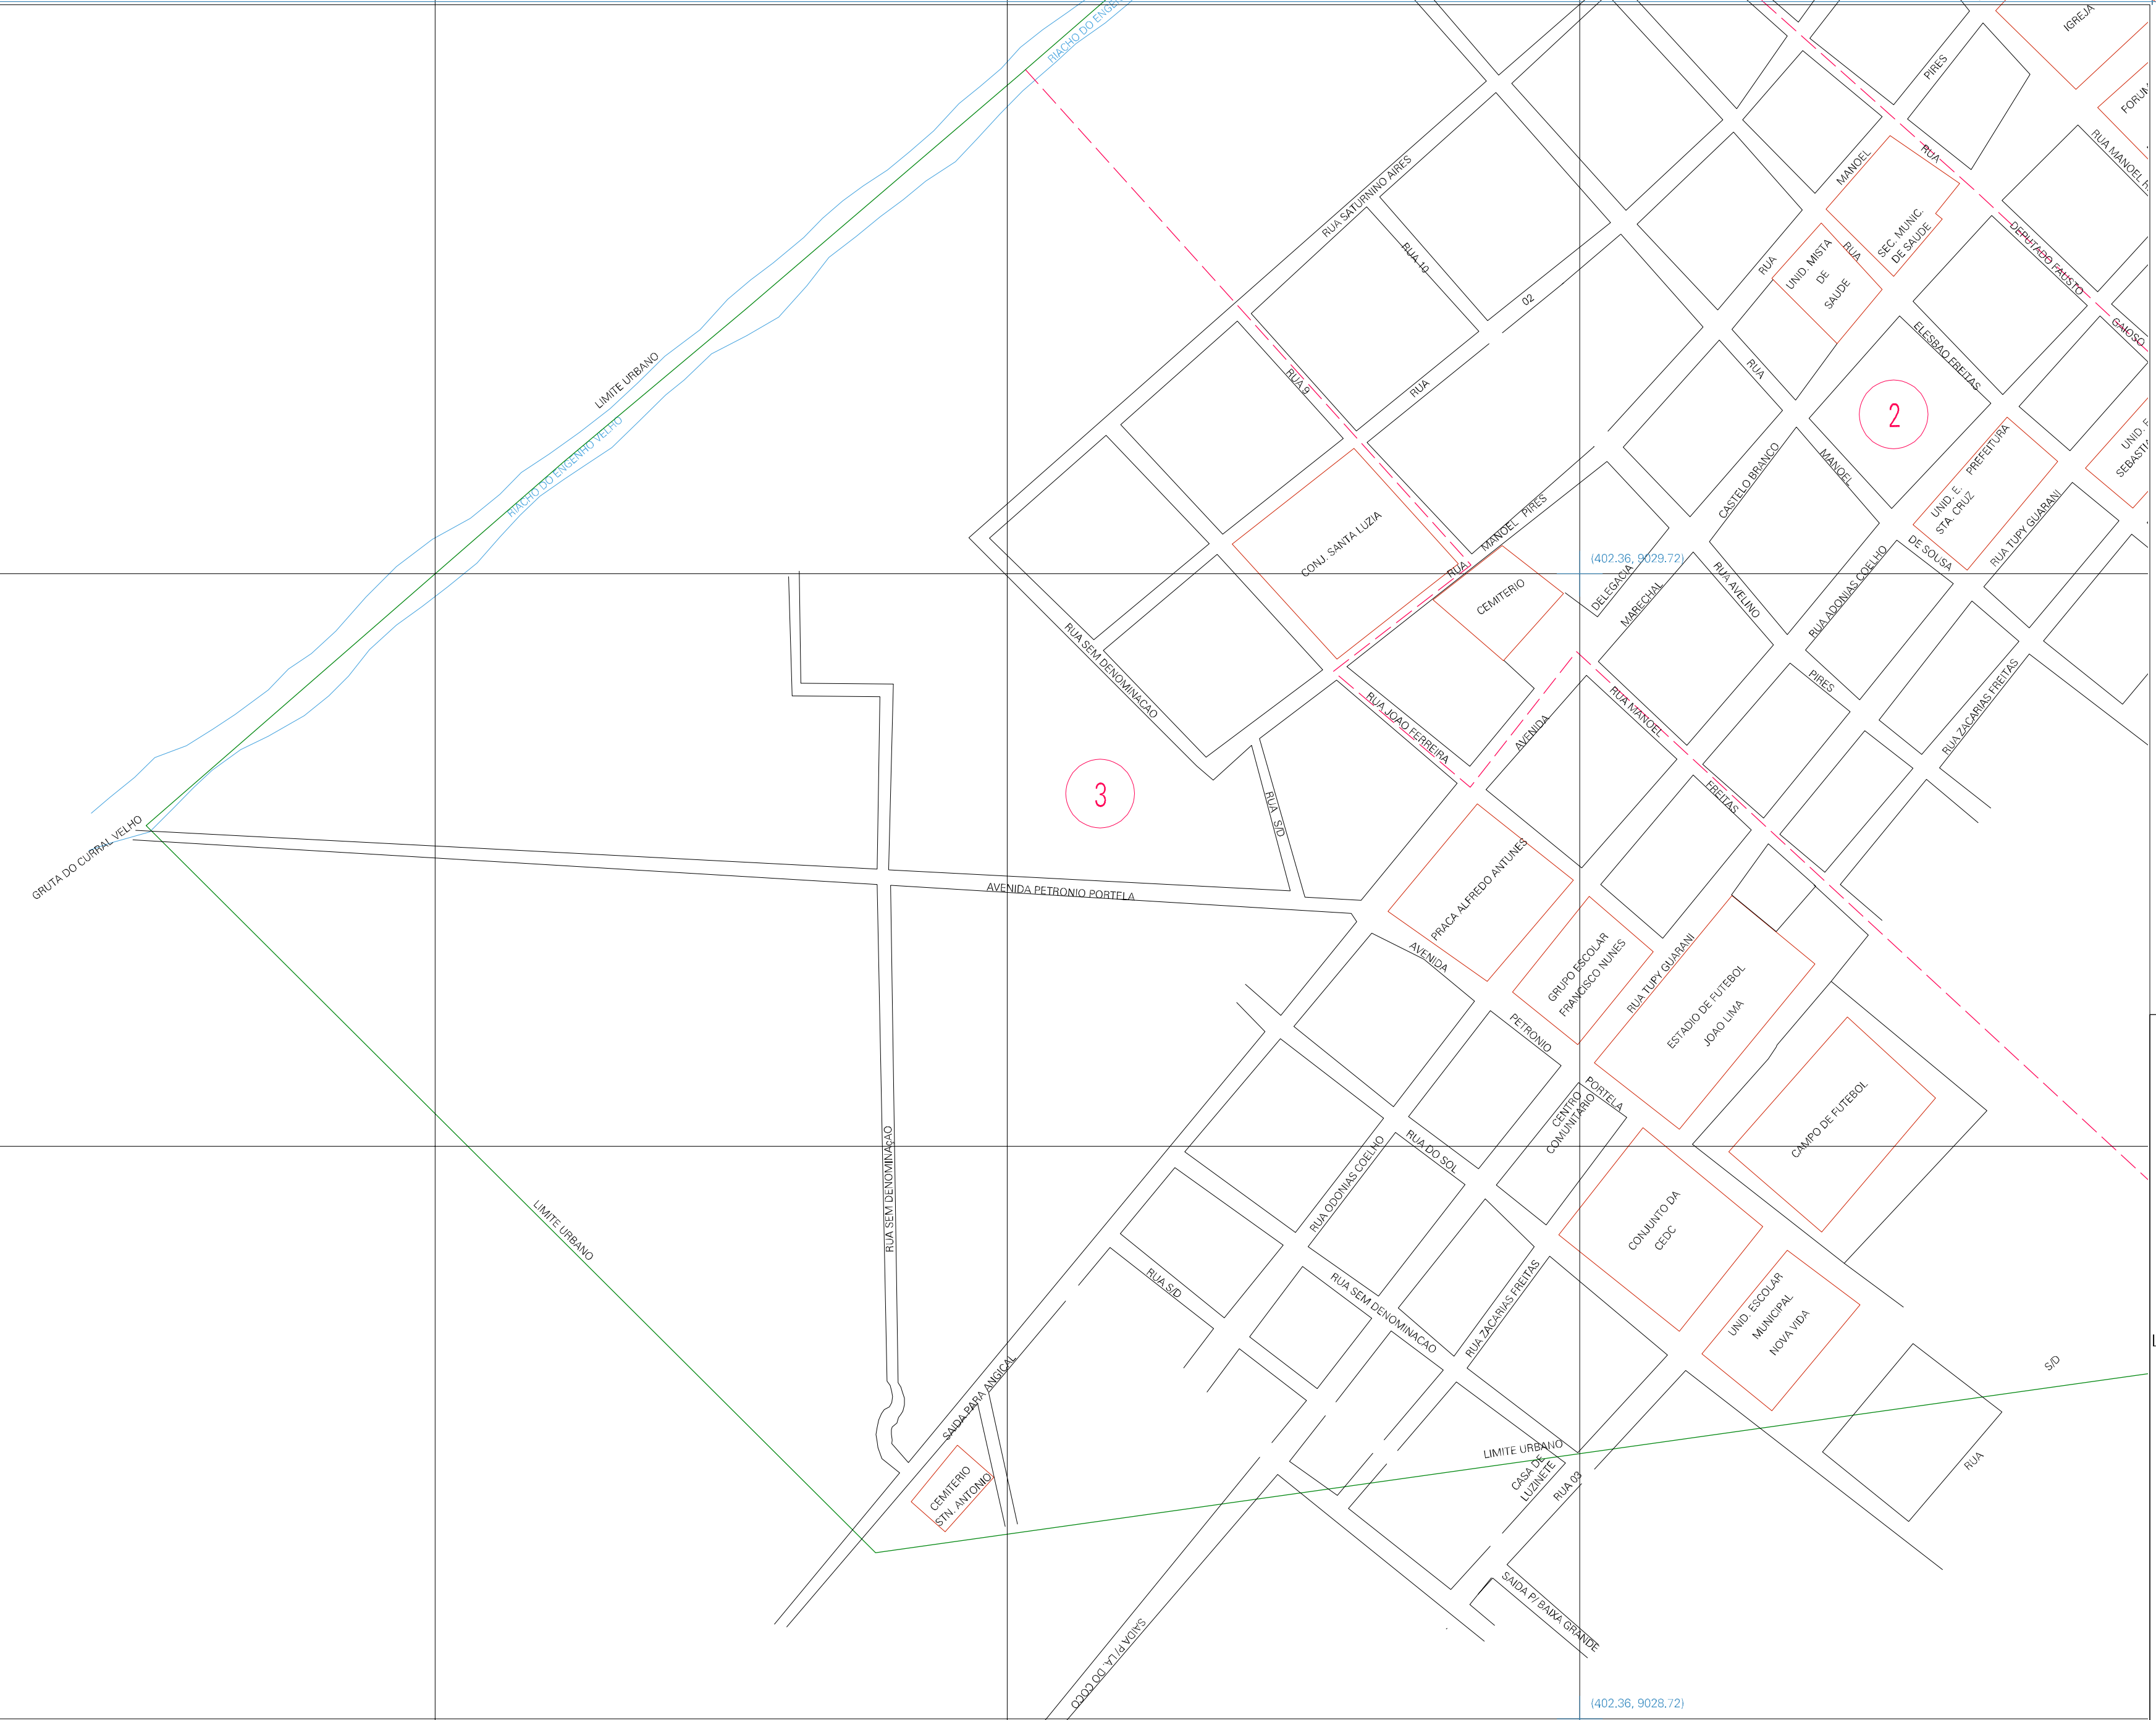 RIACHO DO
IGREJA
PIRES
RUA MANOEL
RUA
MANOEL
SEC. MUNIC.
DE SAUDE
RUA SATURNINO AIRES
RUA 10
UNID. MISTA
DE
SAUDE
RUA
RUA
DEPUTADO FAUSTO
GAIOSO
02
ELESBAO FREITAS
RUA
LIMITE URBANO
RUA 9
RUA
2
UNID. E. PREFEITURA
STA. CRUZ
UNID.
RIACHO DO ENGENHO VELHO
CASTELO BRANCO
MANOEL
CONJ. SANTA LUZIA
MANOEL PIRES
RUA TUPY GUARANI
DE SOUSA
(402.36, 9029.72)
RUA
CEMITERIO
DELEGACIA
MARECHAL
RUA AVELINO
RUA ADONIAS COELHO
PIRES
RUA SEM DENOMINACAO
RUA JOAO FERREIRA
AVENIDA
RUA MANOEL
FREITAS
RUA ZACARIAS FREITAS
3
RUA S/D
GRUTA DO CURRAL VELHO
AVENIDA PETRONIO PORTELA
PRACA ALFREDO ANTUNES
AVENIDA
GRUPO ESCOLAR
FRANCISCO NUNES
RUA TUPY GUARANI
ESTADIO DE FUTEBOL
JOAO LIMA
PETRONIO
PORTELA
CENTRO
COMUNITARIO
CAMPO DE FUTEBOL
RUA SEM DENOMINAçAO
RUA ODONIAS COELHO
RUA DO SOL
LIMITE URBANO
CONJUNTO DA
CEDC
RUA S/D
RUA SEM DENOMINACAO
RUA ZACARIAS FREITAS
UNID. ESCOLAR
MUNICIPAL
NOVA VIDA
S/D
SAIDA PARA ANGICAL
LIMITE URBANO
CASA DE
LUZINETE
RUA 03
RUA
CEMITERIO
STN. ANTONIO
SAIDA P/ BAIXA GRANDE
SAIDA P/ LA. DO COCO
(402.36, 9028.72)